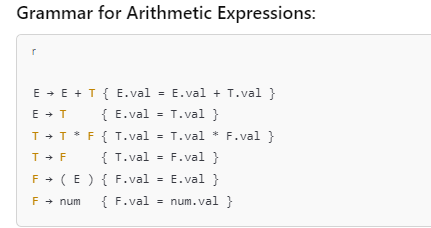 Grammar for Arithmetic Expressions:
r
E → E + T { E.val = E.val + T.val }
E → T { E.val = T.val }
T → T * F { T.val = T.val * F.val }
T → F { T.val = F.val }
F → ( E ) { F.val = E.val }
F → num { F.val = num.val }